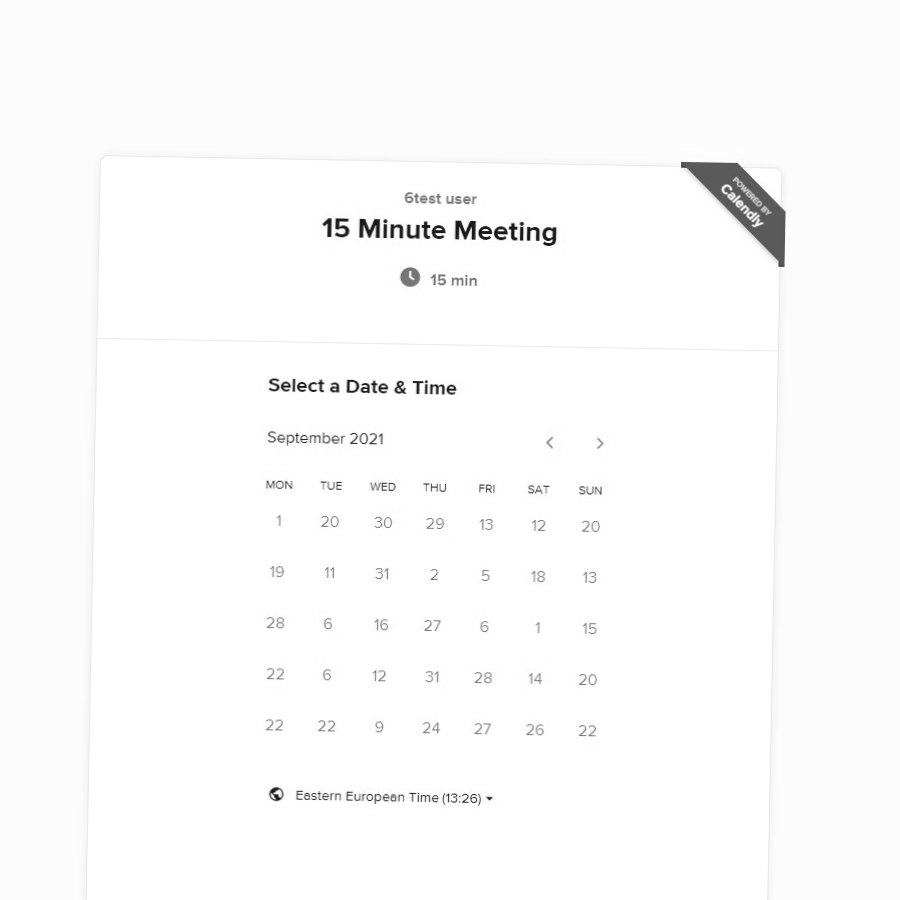 POWERED BY
Calendly
6test user
15 Minute Meeting
15 min
Select a Date & Time
September 2021
MON TUE WED THU FRI SAT SUN
1 20 30 29 13 12 20
19 11 31 2 5 18 13
28 6 16 27 6 1 15
22 6 12 31 28 14 20
22 22 9 24 27 26 22
Eastern European Time (13:26)